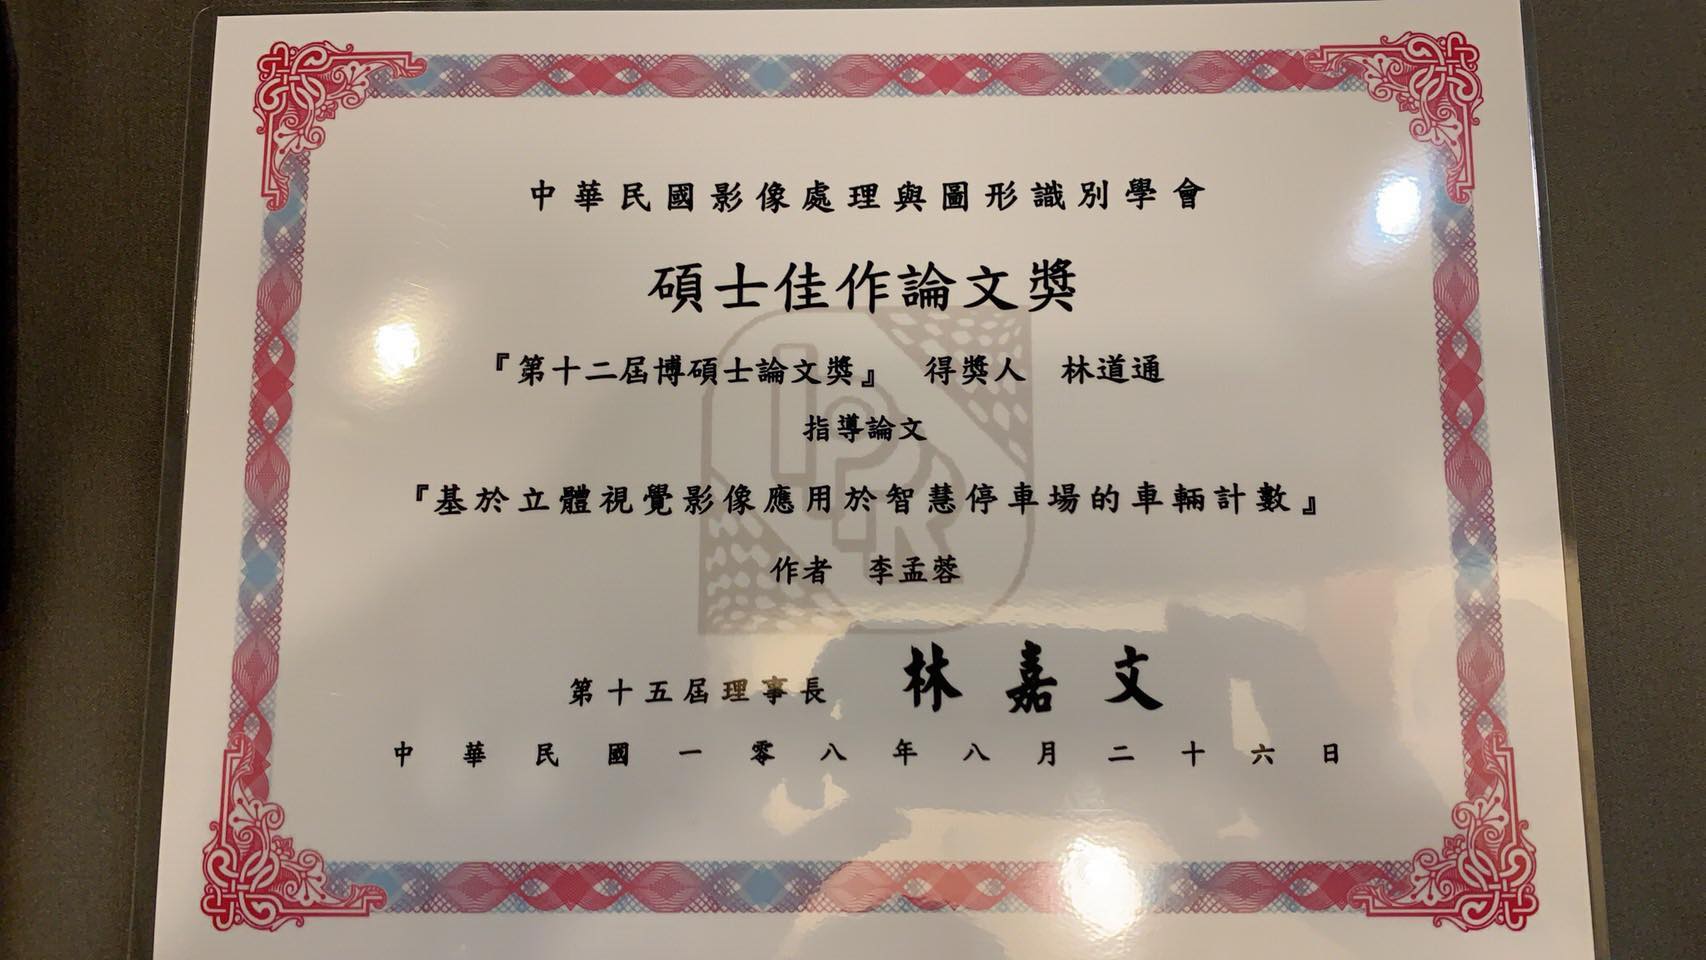 中華民國影像處理與圖形識別學會
碩士佳作論文獎
『第十二屆博碩士論文獎』 得獎人 林道通
指導論文
『基於立體視覺影像應用於智慧停車場的車輛計數』
作者 李孟蓉
第十五屆理事長 林嘉文
中華民國一零八年八月二十六日
IPPR